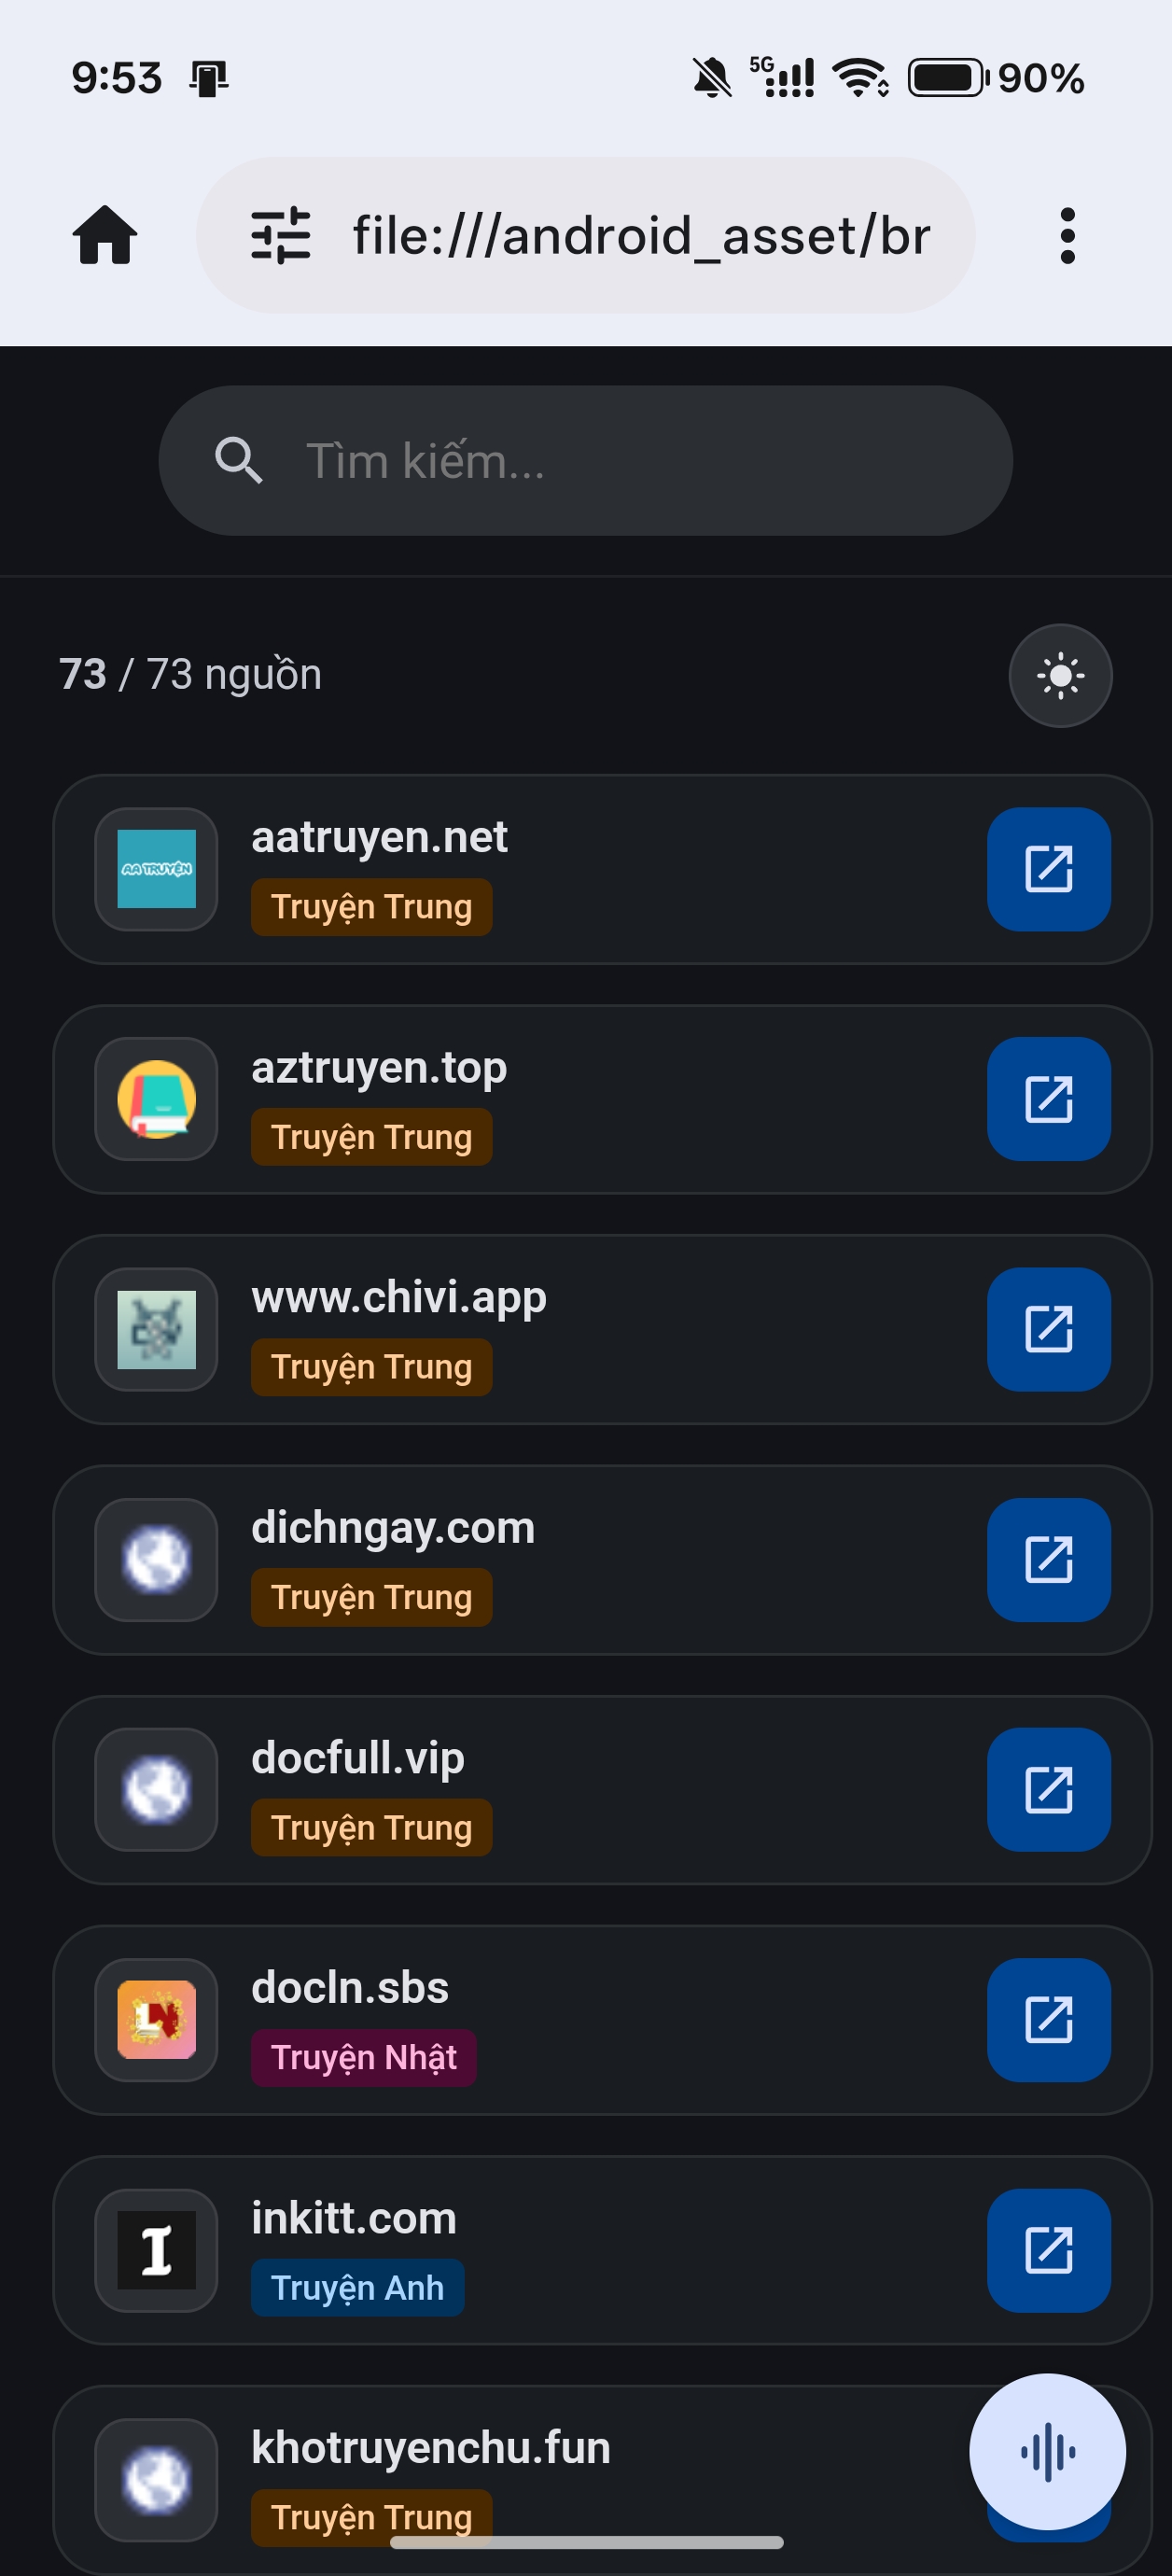 9:53 5G 90%
file:///android_asset/br
Tìm kiếm...
73 / 73 nguồn
AA TRUYỆN
aatruyen.net
Truyện Trung
aztruyen.top
Truyện Trung
www.chivi.app
Truyện Trung
dichngay.com
Truyện Trung
docfull.vip
Truyện Trung
docln.sbs
Truyện Nhật
inkitt.com
Truyện Anh
khotruyenchu.fun
Truyện Trung